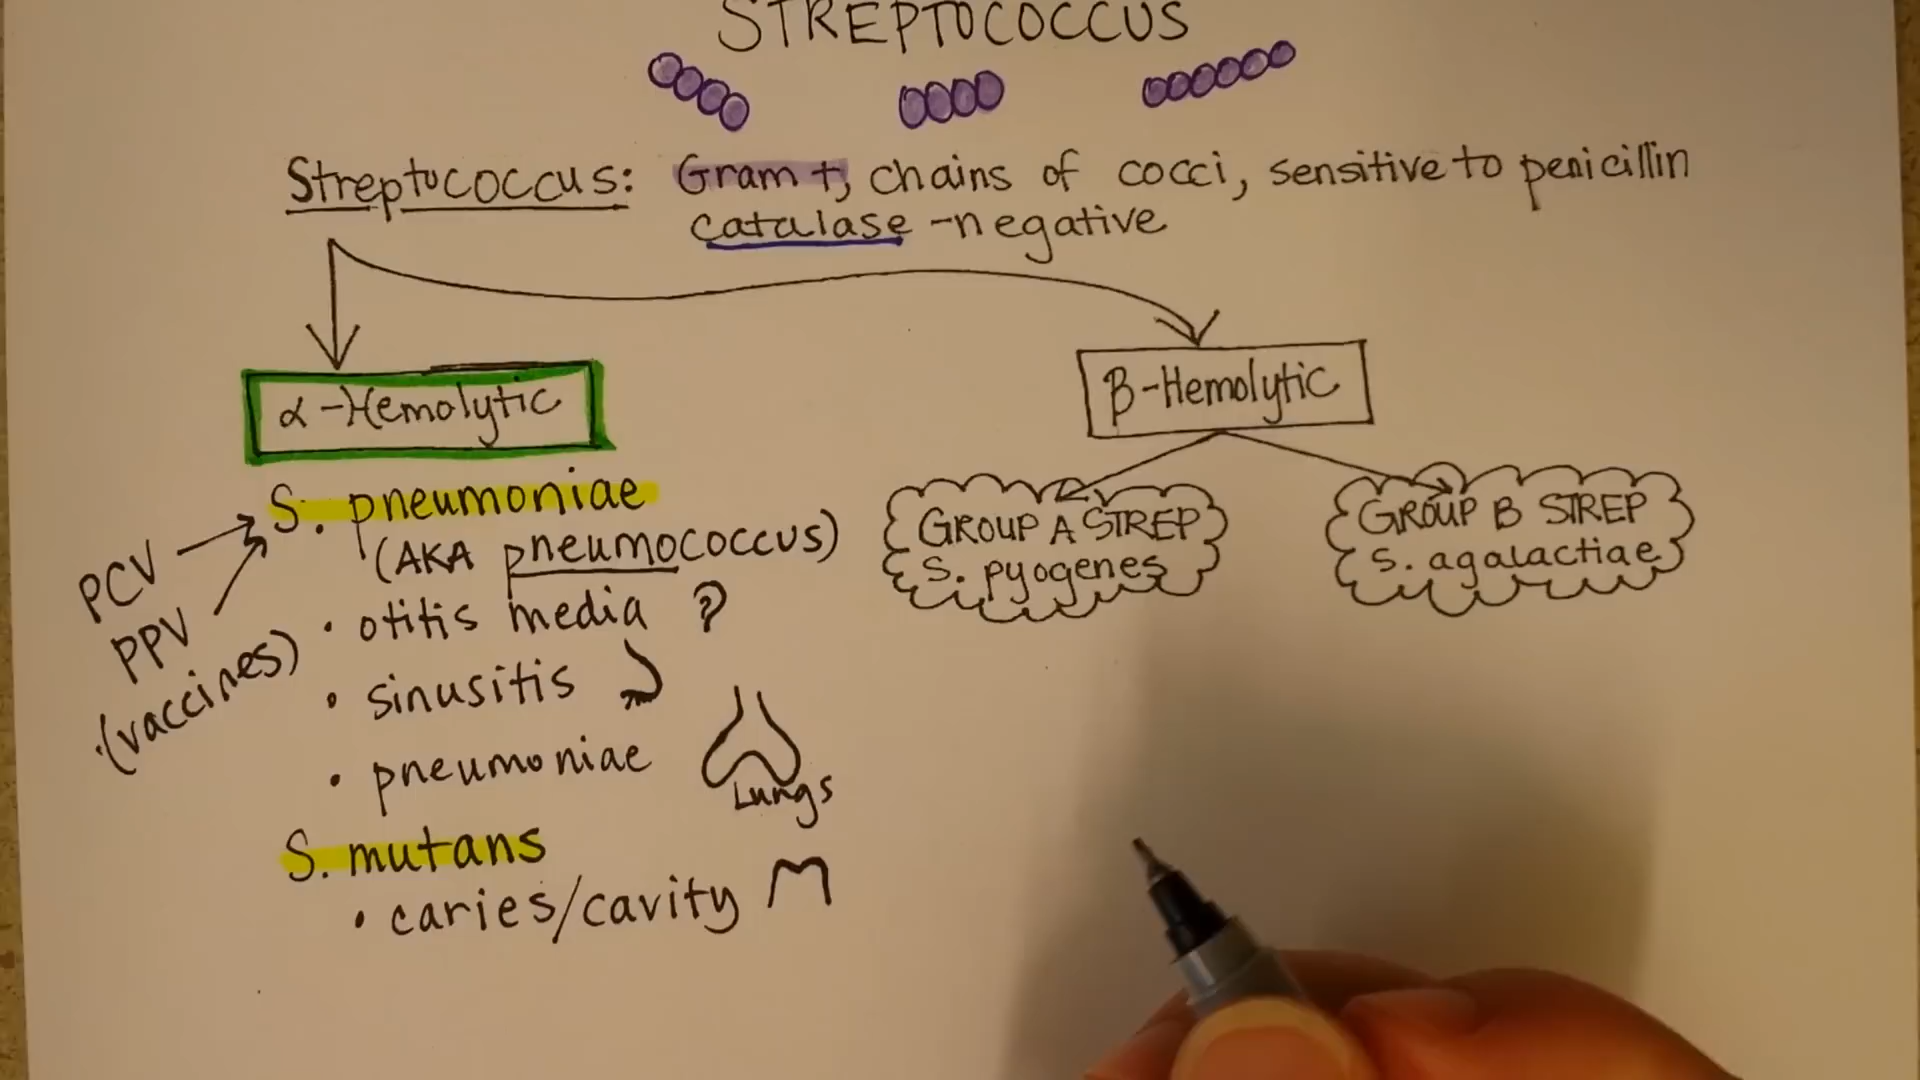 STREPTOCOCCUS
Streptococcus: Gram +, chains of cocci, sensitive to penicillin
catalase -negative
α-Hemolytic
β-Hemolytic
S. pneumoniae
(AKA pneumococcus)
PCV
PPV
(vaccines)
• otitis media
• sinusitis
• pneumoniae
Lungs
S. mutans
• caries/cavity
GROUP A STREP
S. pyogenes
GROUP B STREP
S. agalactiae